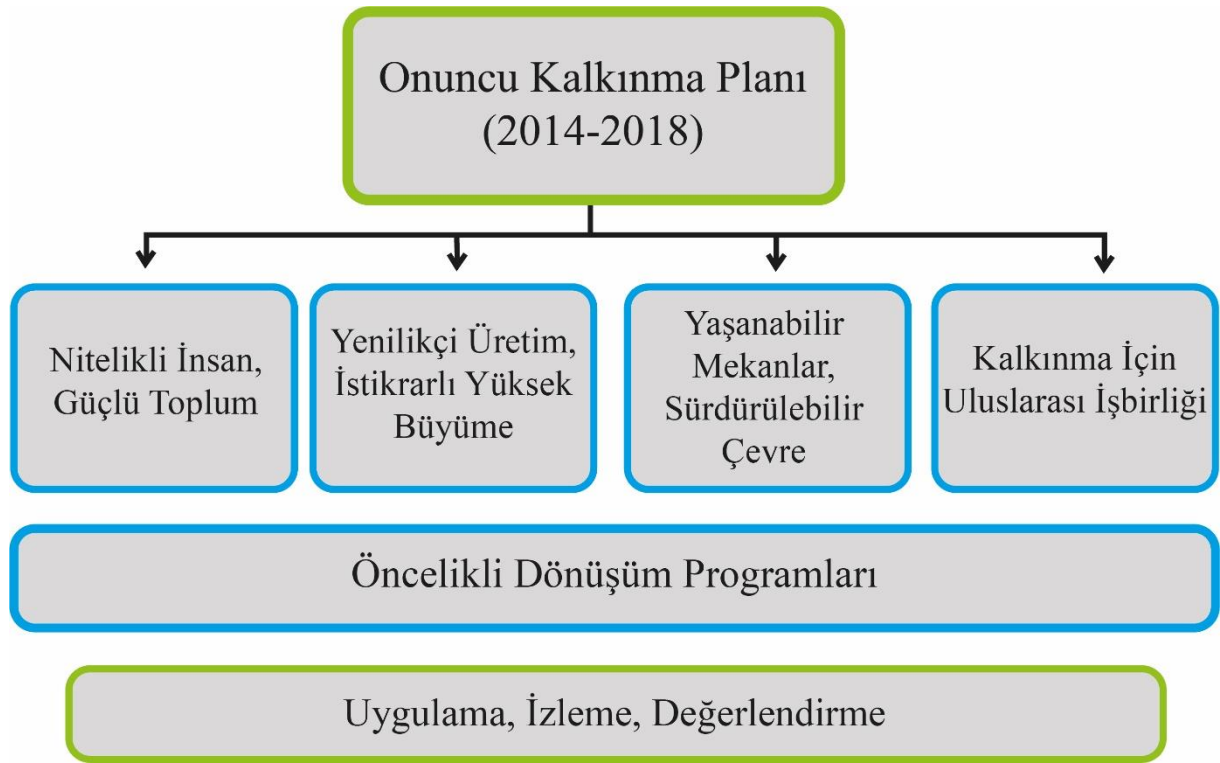 Onuncu Kalkınma Planı
(2014-2018)
Nitelikli İnsan,
Güçlü Toplum
Yenilikçi Üretim,
İstikrarlı Yüksek
Büyüme
Yaşanabilir
Mekanlar,
Sürdürülebilir
Çevre
Kalkınma İçin
Uluslarası İşbirliği
Öncelikli Dönüşüm Programları
Uygulama, İzleme, Değerlendirme